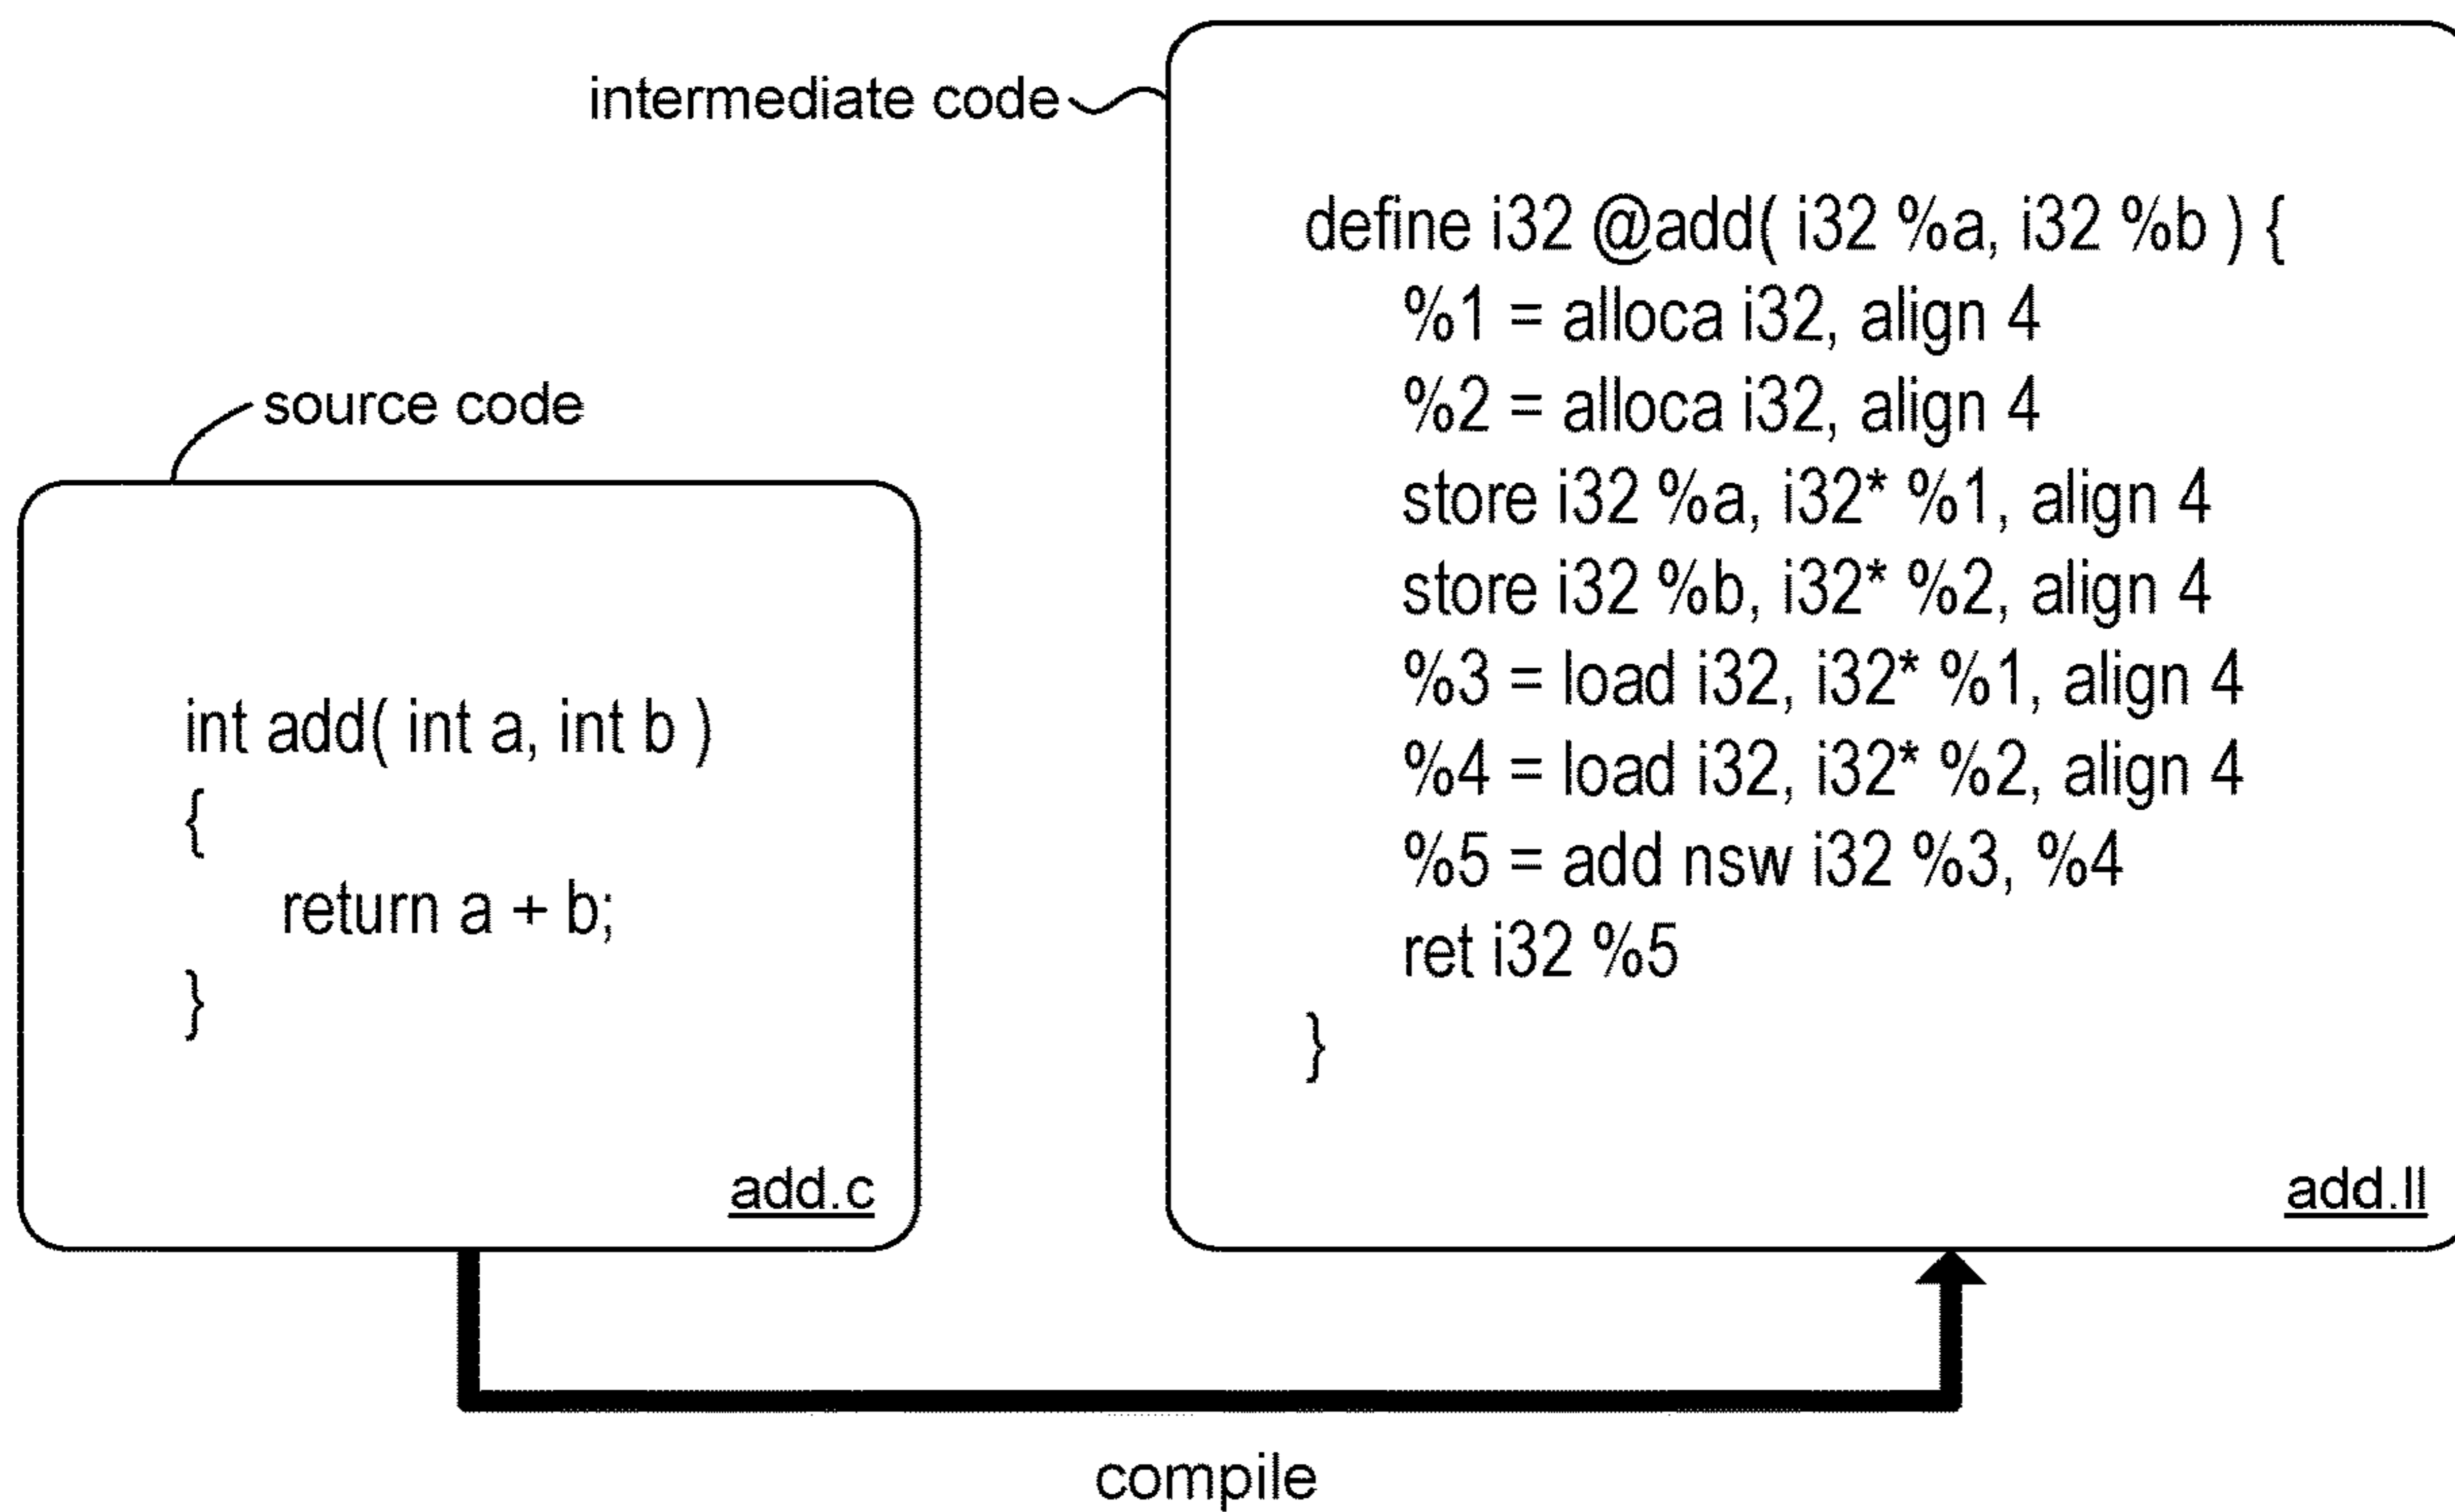 source code
int add( int a, int b )
{
return a + b;
}
add.c
intermediate code
define i32 @add( i32 %a, i32 %b ) {
%1 = alloca i32, align 4
%2 = alloca i32, align 4
store i32 %a, i32* %1, align 4
store i32 %b, i32* %2, align 4
%3 = load i32, i32* %1, align 4
%4 = load i32, i32* %2, align 4
%5 = add nsw i32 %3, %4
ret i32 %5
}
add.ll
compile